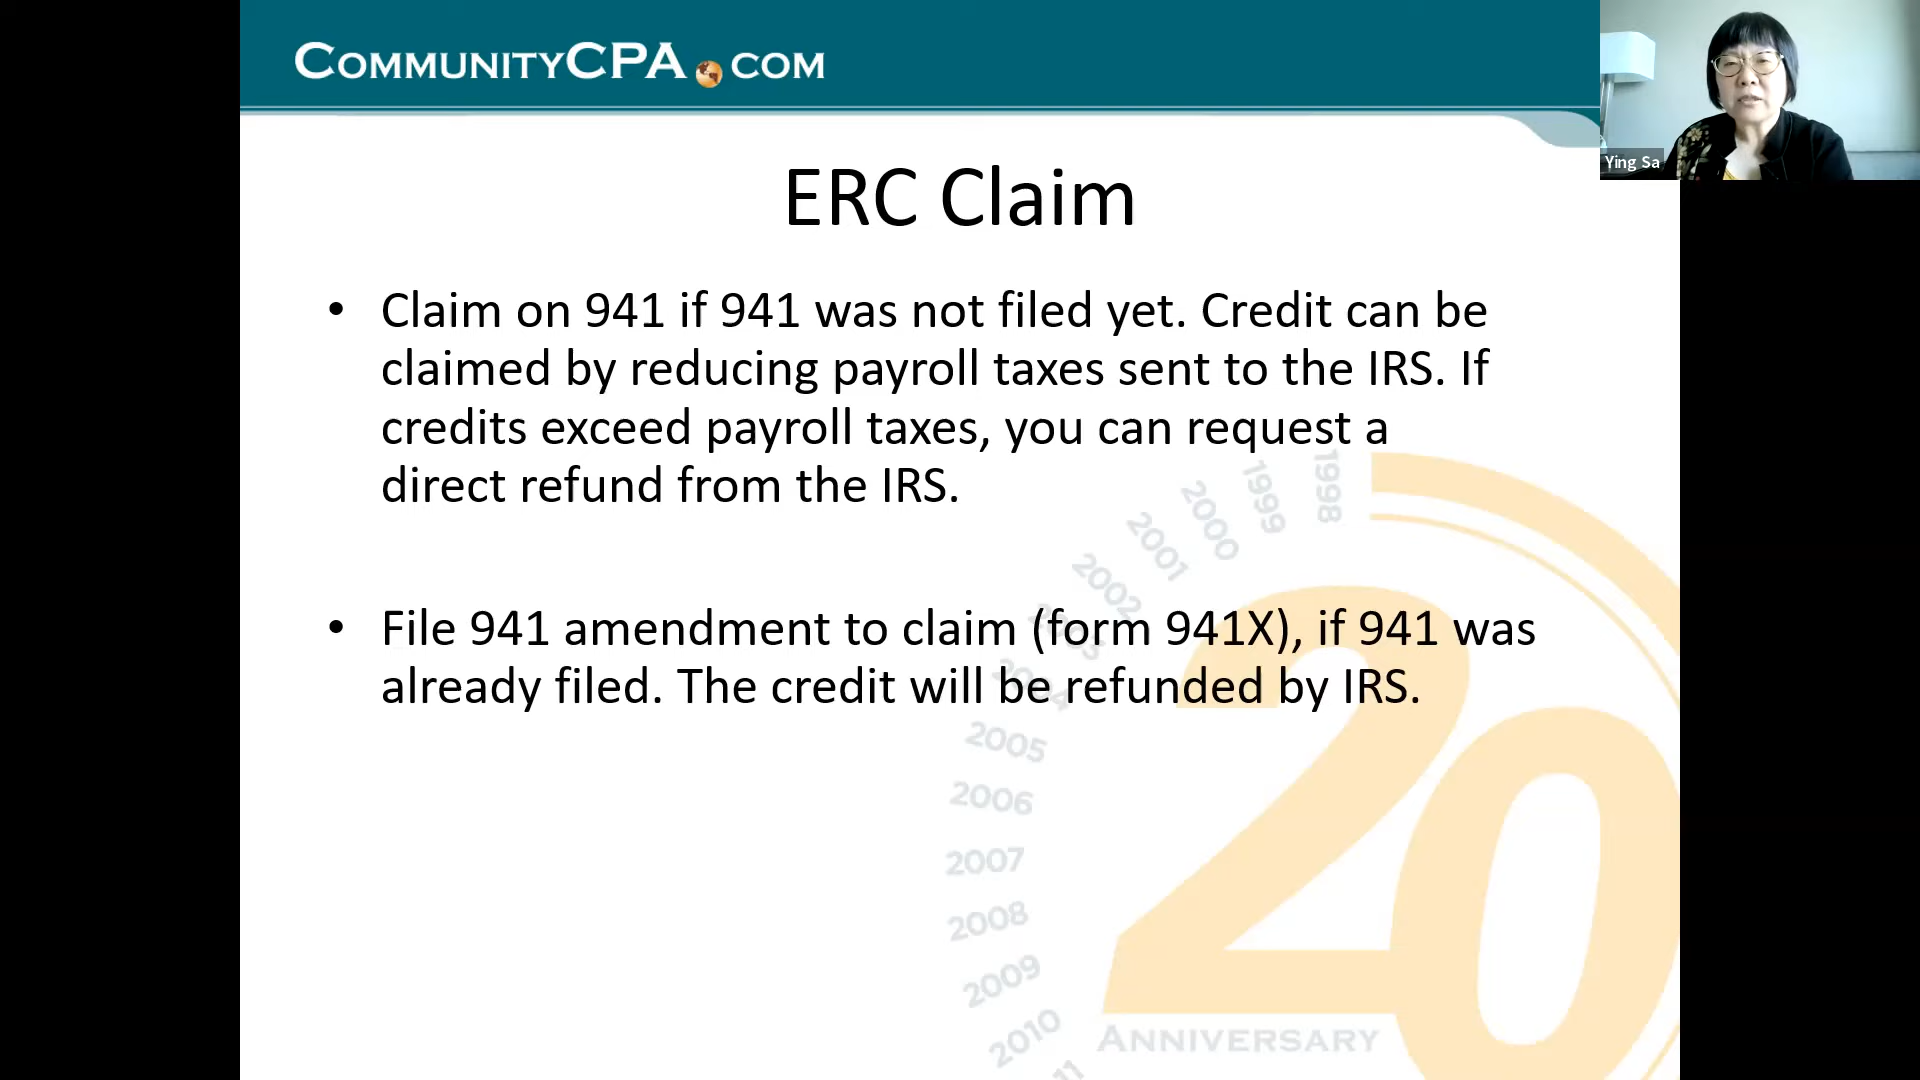 COMMUNITYCPA.COM
Ying Sa
ERC Claim
• Claim on 941 if 941 was not filed yet. Credit can be
claimed by reducing payroll taxes sent to the IRS. If
credits exceed payroll taxes, you can request a
direct refund from the IRS.
• File 941 amendment to claim (form 941X), if 941 was
already filed. The credit will be refunded by IRS.
1998
1999
2000
2001
2002
2003
2004
2005
2006
2007
2008
2009
2010
20
ANNIVERSARY